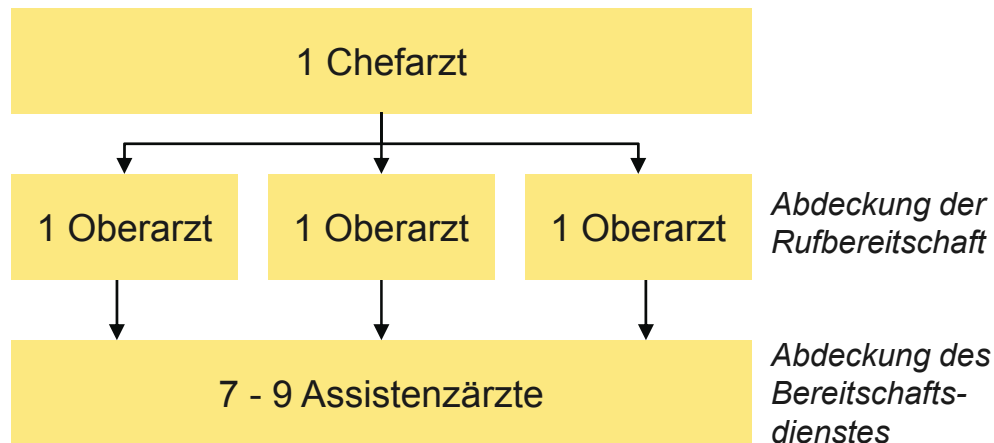 1 Chefarzt
1 Oberarzt
1 Oberarzt
1 Oberarzt
Abdeckung der
Rufbereitschaft
7 - 9 Assistenzärzte
Abdeckung des
Bereitschafts-
dienstes